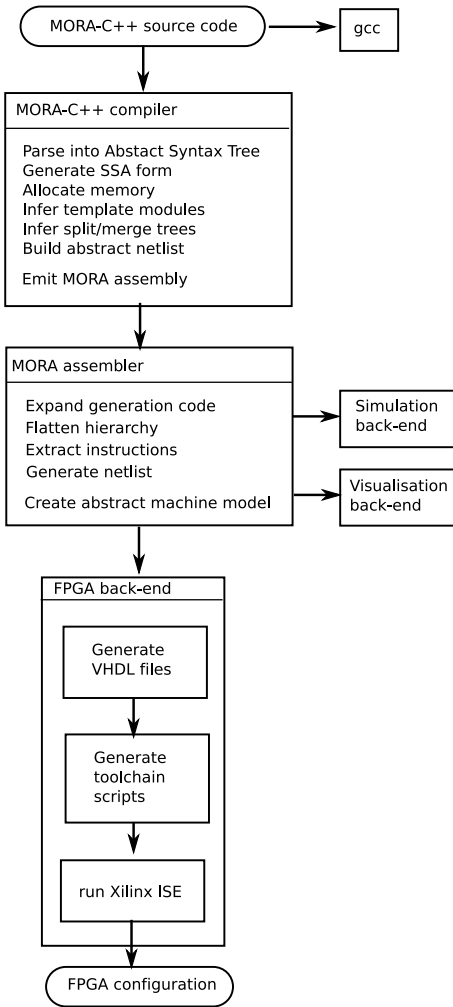 MORA-C++ source code
gcc
MORA-C++ compiler
Parse into Abstact Syntax Tree
Generate SSA form
Allocate memory
Infer template modules
Infer split/merge trees
Build abstract netlist
Emit MORA assembly
MORA assembler
Expand generation code
Flatten hierarchy
Extract instructions
Generate netlist
Create abstract machine model
Simulation
back-end
Visualisation
back-end
FPGA back-end
Generate
VHDL files
Generate
toolchain
scripts
run Xilinx ISE
FPGA configuration